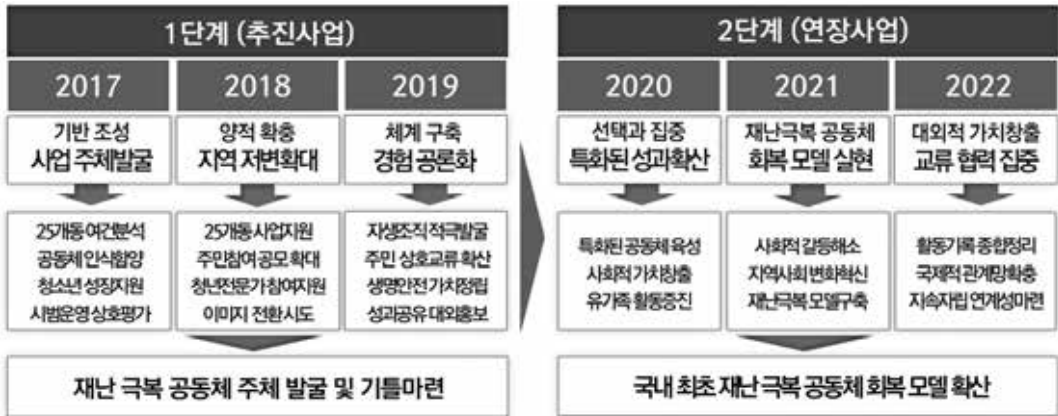 1단계 (추진사업)
2017
2018
2019
기반 조성
사업 주체발굴
양적 확충
지역 저변확대
체계 구축
경험 공론화
25개동 여건분석
공동체 인식함양
청소년 성장지원
시범운영 상호평가
25개동 사업지원
주민참여 공모 확대
청년전문가 참여지원
이미지 전환 시도
자생조직 적극발굴
주민 상호교류 확산
생명안전 가치정립
성과공유 대외홍보
재난 극복 공동체 주체 발굴 및 기틀마련
2단계 (연장사업)
2020
2021
2022
선택과 집중
특화된 성과확산
재난극복 공동체
회복 모델 실현
대외적 가치창출
교류 협력 집중
특화된 공동체 육성
사회적 가치창출
유가족 활동증진
사회적 갈등해소
지역사회 변화혁신
재난극복 모델구축
활동기록 종합정리
국제적 관계망확충
지속자립 연계성마련
국내 최초 재난 극복 공동체 회복 모델 확산